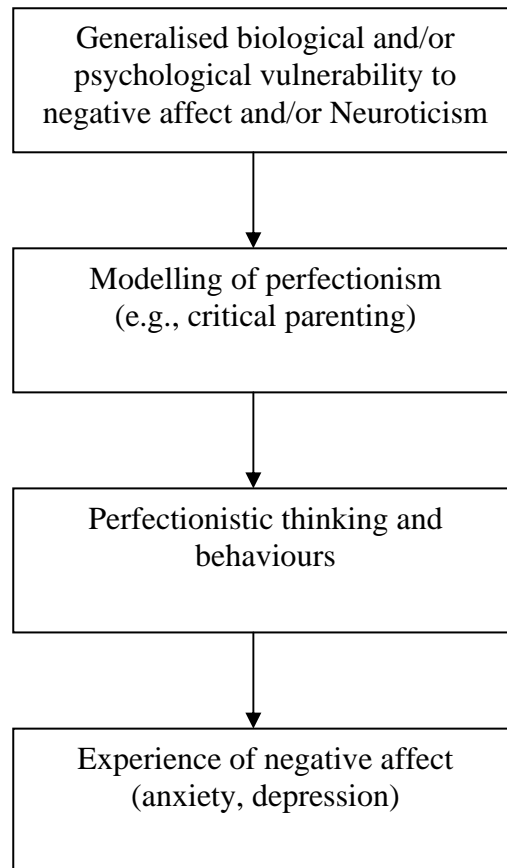 Generalised biological and/or
psychological vulnerability to
negative affect and/or Neuroticism
Modelling of perfectionism
(e.g., critical parenting)
Perfectionistic thinking and
behaviours
Experience of negative affect
(anxiety, depression)